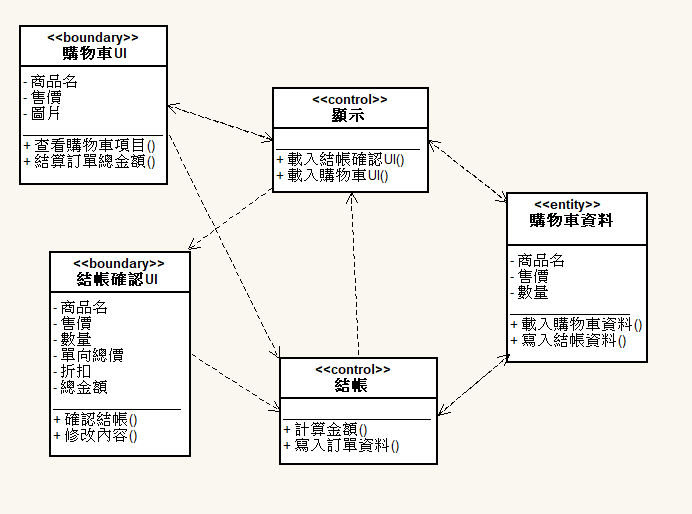 <<boundary>>
購物車UI
- 商品名
- 售價
- 圖片
+ 查看購物車項目()
+ 結算訂單總金額()
<<control>>
顯示
+ 載入結帳確認UI()
+ 載入購物車UI()
<<entity>>
購物車資料
- 商品名
- 售價
- 數量
+ 載入購物車資料()
+ 寫入結帳資料()
<<boundary>>
結帳確認UI
- 商品名
- 售價
- 數量
- 單向總價
- 折扣
- 總金額
+ 確認結帳()
+ 修改內容()
<<control>>
結帳
+ 計算金額()
+ 寫入訂單資料()